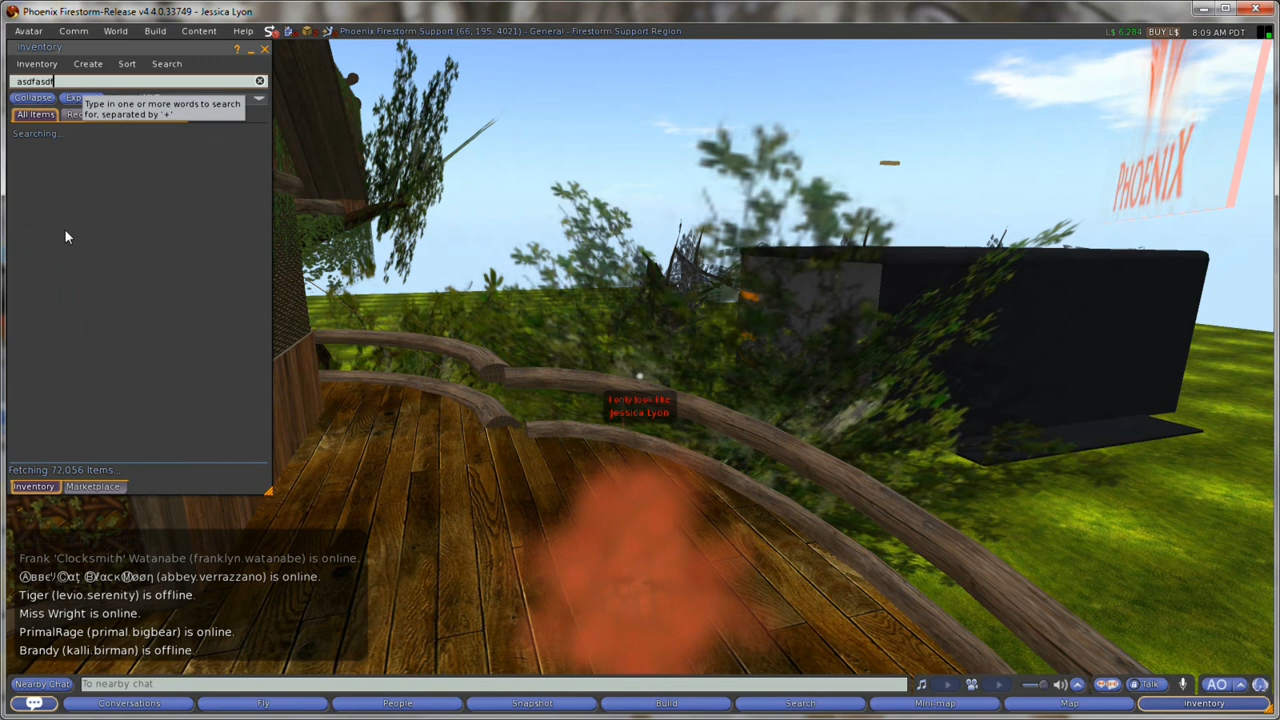 Phoenix Firestorm-Release v4.4.0.33749 - Jessica Lyon
Avatar Comm World Build Content Help Phoenix Firestorm Support (66, 195, 4021) - General - Firestorm Support Region L$ 6,284 BUY L$ 8:09 AM PDT
Inventory ?
Inventory Create Sort Search
asdfasdf
Collapse Exp
Type in one or more words to search
for, separated by '+'
All Items Rec
Searching...
PHOENIX
I only look like
Jessica Lyon
Fetching 72,056 Items...
Inventory Marketplace
Frank 'Clocksmith' Watanabe (franklyn.watanabe) is online.
(abbey.verrazzano) is online.
Tiger (levio.serenity) is offline.
Miss Wright is online.
PrimalRage (primal.bigbear) is online.
Brandy (kalli.birman) is offline.
Nearby Chat To nearby chat Talk AO
Conversations Fly People Snapshot Build Search Mini-map Map Inventory